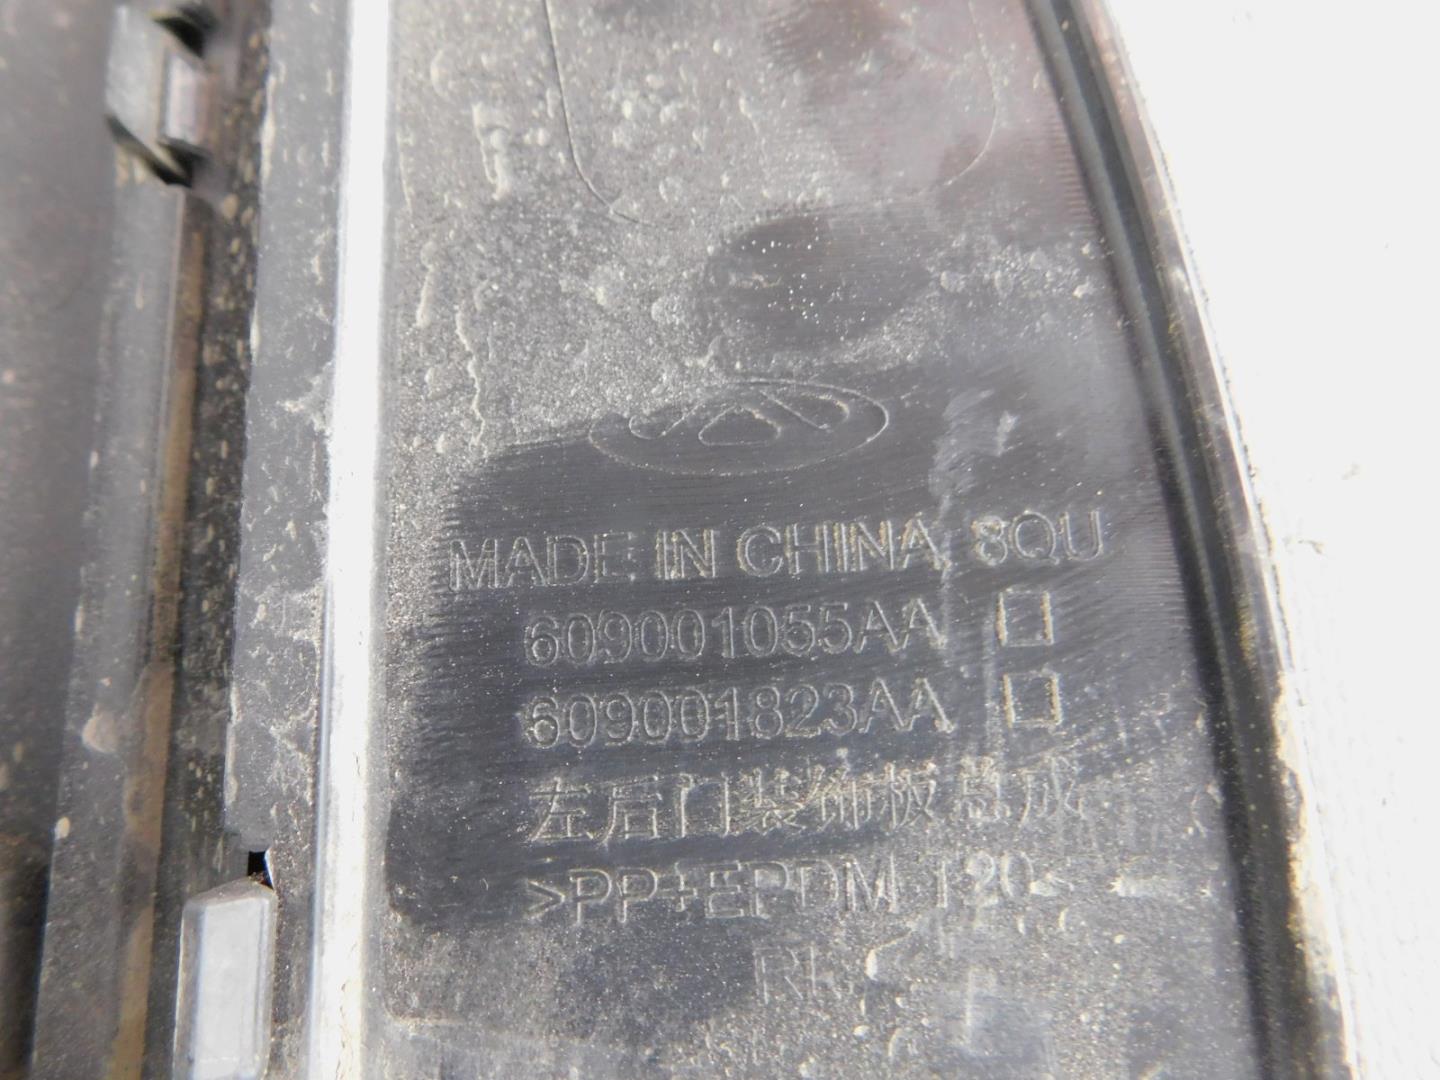 MADE IN CHINA 8QU
609001055AA □
609001823AA □
左后门装饰板总成
>PP+EPDM T20<